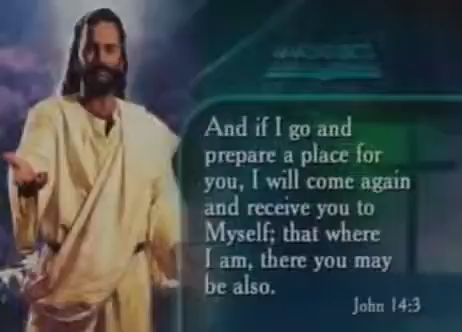 And if I go and
prepare a place for
you, I will come again
and receive you to
Myself; that where
I am, there you may
be also.
John 14:3